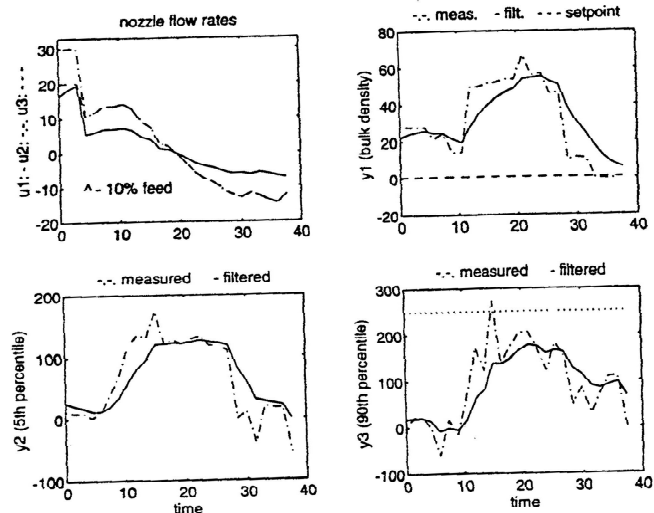 nozzle flow rates
u1: - u2: -.-. u3: - - -
30
20
10
0
-10
-20
^ - 10% feed
0 10 20 30 40
-.-. meas. - filt. --- setpoint
y1 (bulk density)
80
60
40
20
0
-20
0 10 20 30 40
time
-.-. measured - filtered
y2 (5th percentile)
200
100
0
-100
0 10 20 30 40
time
-.-. measured - filtered
y3 (90th percentile)
300
200
100
0
-100
0 10 20 30 40
time